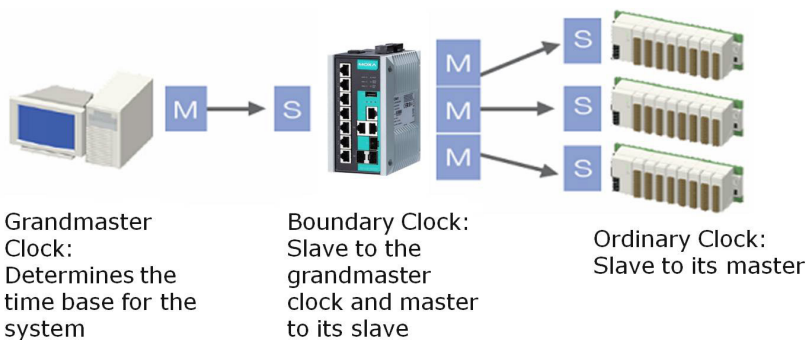 M
S
MOXA
M
M
M
S
S
S
Grandmaster
Clock:
Determines the
time base for the
system
Boundary Clock:
Slave to the
grandmaster
clock and master
to its slave
Ordinary Clock:
Slave to its master